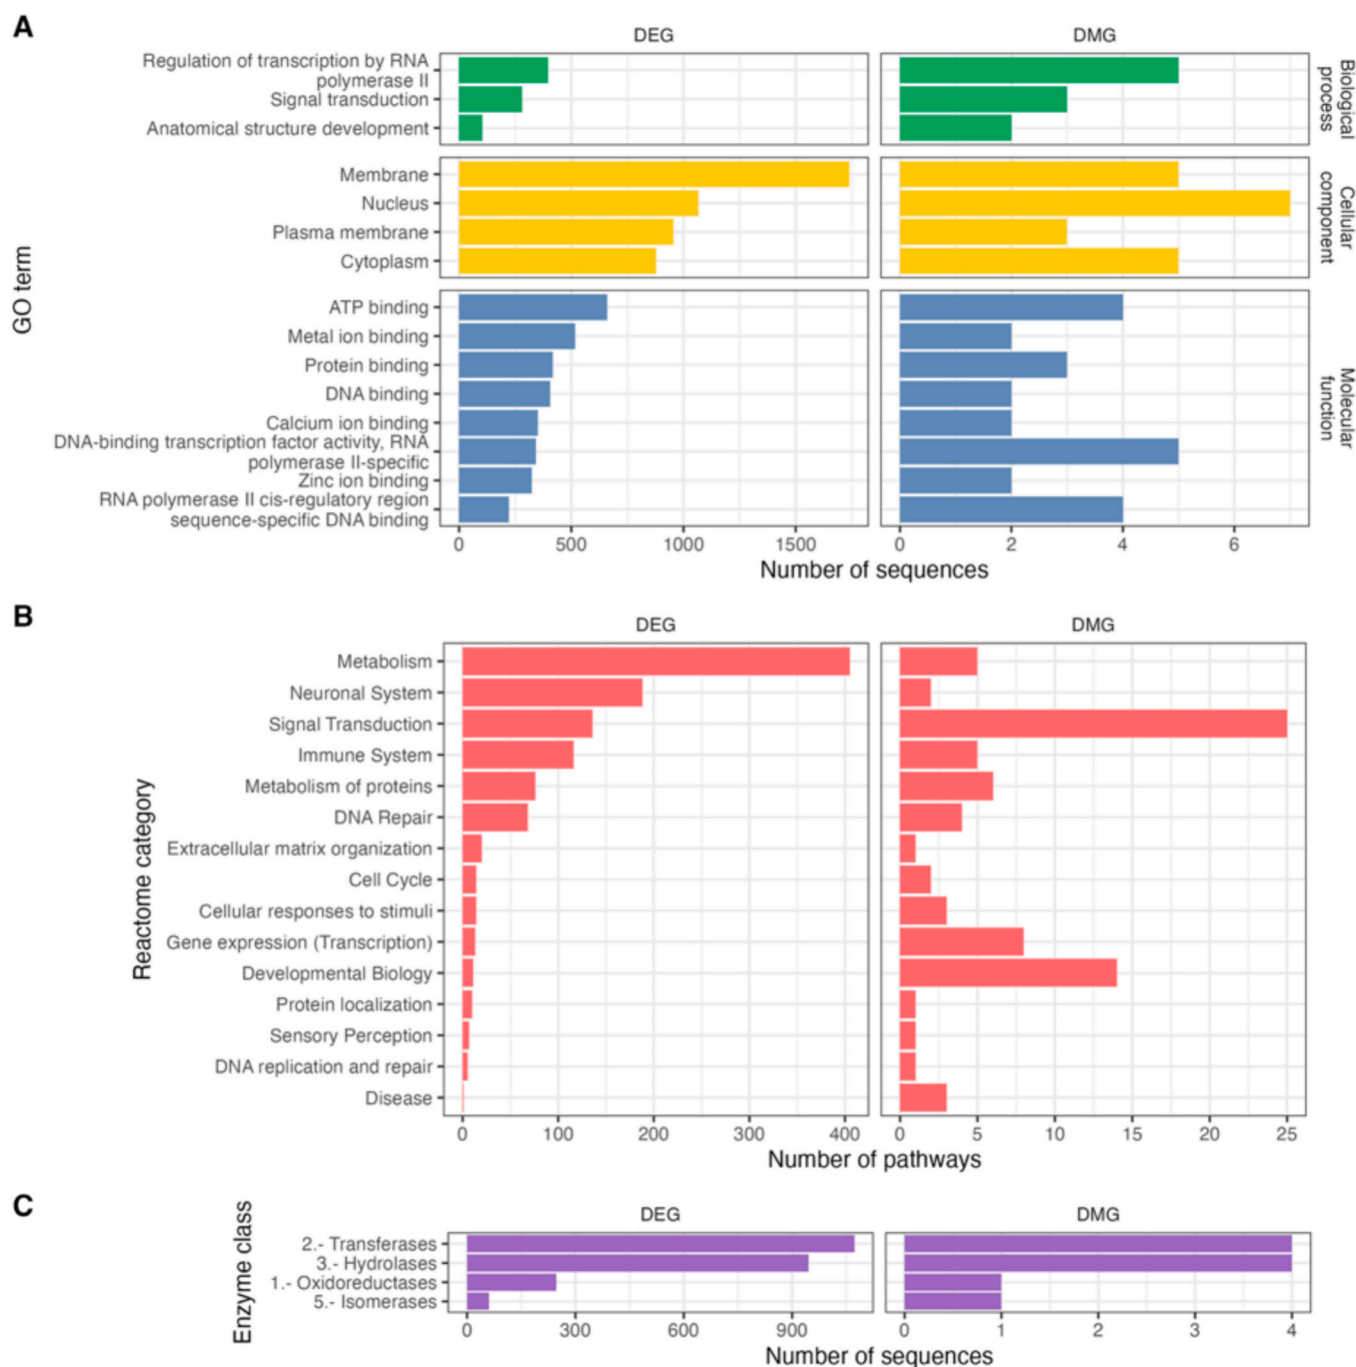 A
DEG
DMG
GO term
Regulation of transcription by RNA
polymerase II
Signal transduction
Anatomical structure development
Biological
process
Membrane
Nucleus
Plasma membrane
Cytoplasm
Cellular
component
ATP binding
Metal ion binding
Protein binding
DNA binding
Calcium ion binding
DNA-binding transcription factor activity, RNA
polymerase II-specific
Zinc ion binding
RNA polymerase II cis-regulatory region
sequence-specific DNA binding
Molecular
function
0 500 1000 1500
0 2 4 6
Number of sequences
B
DEG
DMG
Reactome category
Metabolism
Neuronal System
Signal Transduction
Immune System
Metabolism of proteins
DNA Repair
Extracellular matrix organization
Cell Cycle
Cellular responses to stimuli
Gene expression (Transcription)
Developmental Biology
Protein localization
Sensory Perception
DNA replication and repair
Disease
0 100 200 300 400
0 5 10 15 20 25
Number of pathways
C
DEG
DMG
Enzyme class
2.- Transferases
3.- Hydrolases
1.- Oxidoreductases
5.- Isomerases
0 300 600 900
0 1 2 3 4
Number of sequences